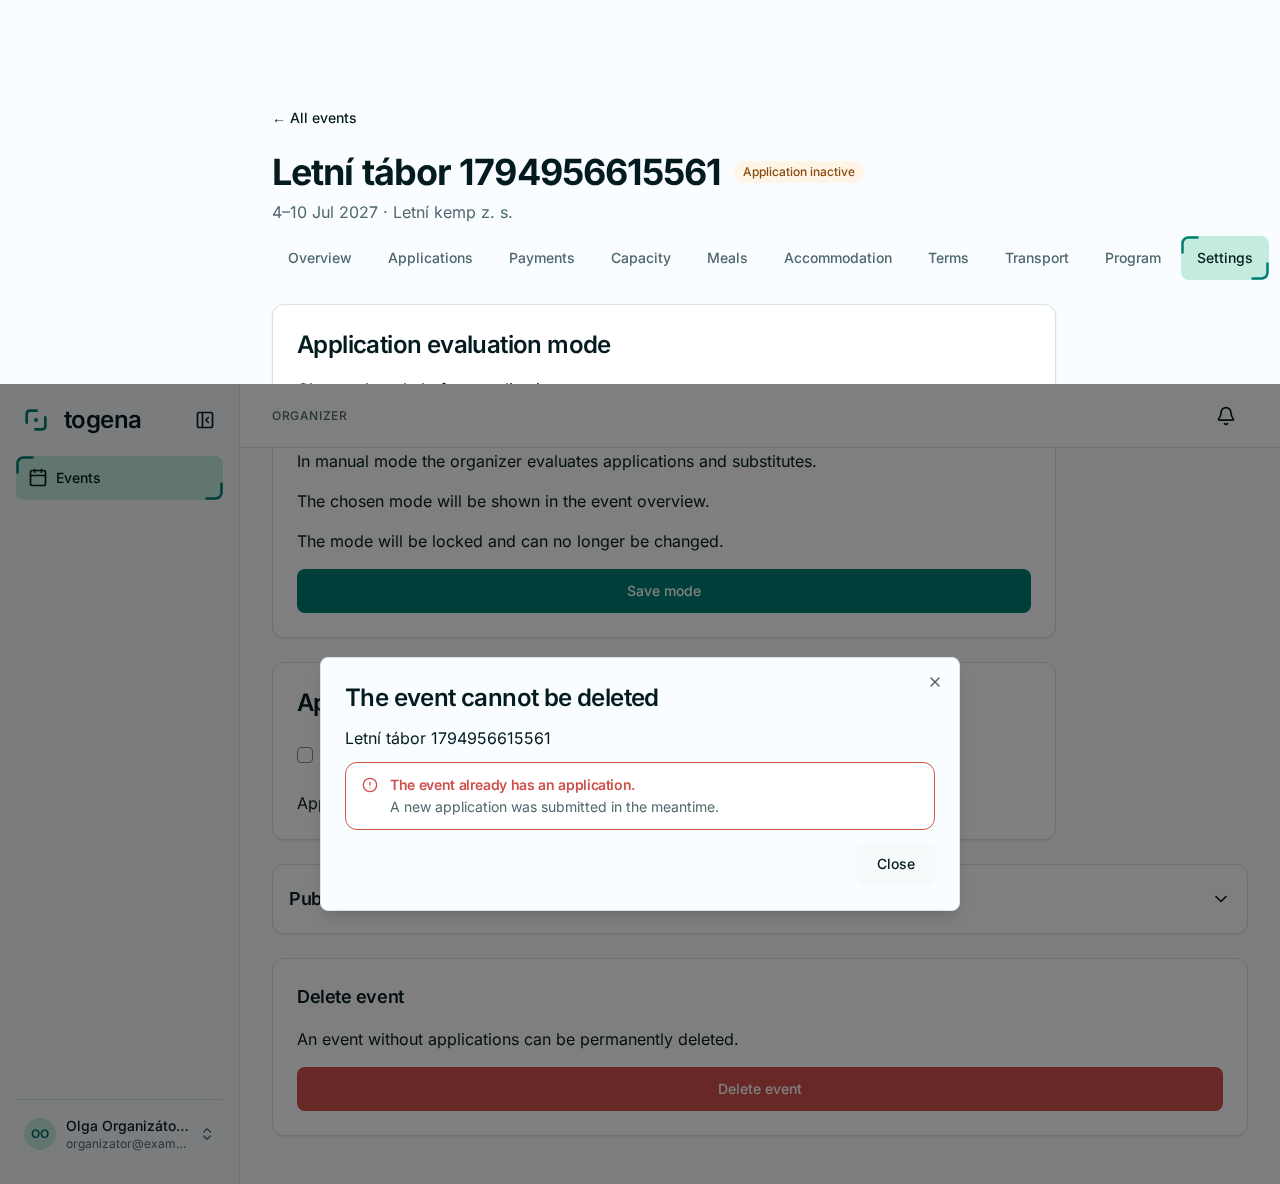 ← All events
Letní tábor 1794956615561
Application inactive
4–10 Jul 2027 · Letní kemp z. s.
Overview
Applications
Payments
Capacity
Meals
Accommodation
Terms
Transport
Program
Settings
Application evaluation mode
togena
ORGANIZER
Events
In manual mode the organizer evaluates applications and substitutes.
The chosen mode will be shown in the event overview.
The mode will be locked and can no longer be changed.
Save mode
The event cannot be deleted
Letní tábor 1794956615561
The event already has an application.
A new application was submitted in the meantime.
Close
Delete event
An event without applications can be permanently deleted.
Delete event
OO
Olga Organizáto...
organizator@exam...